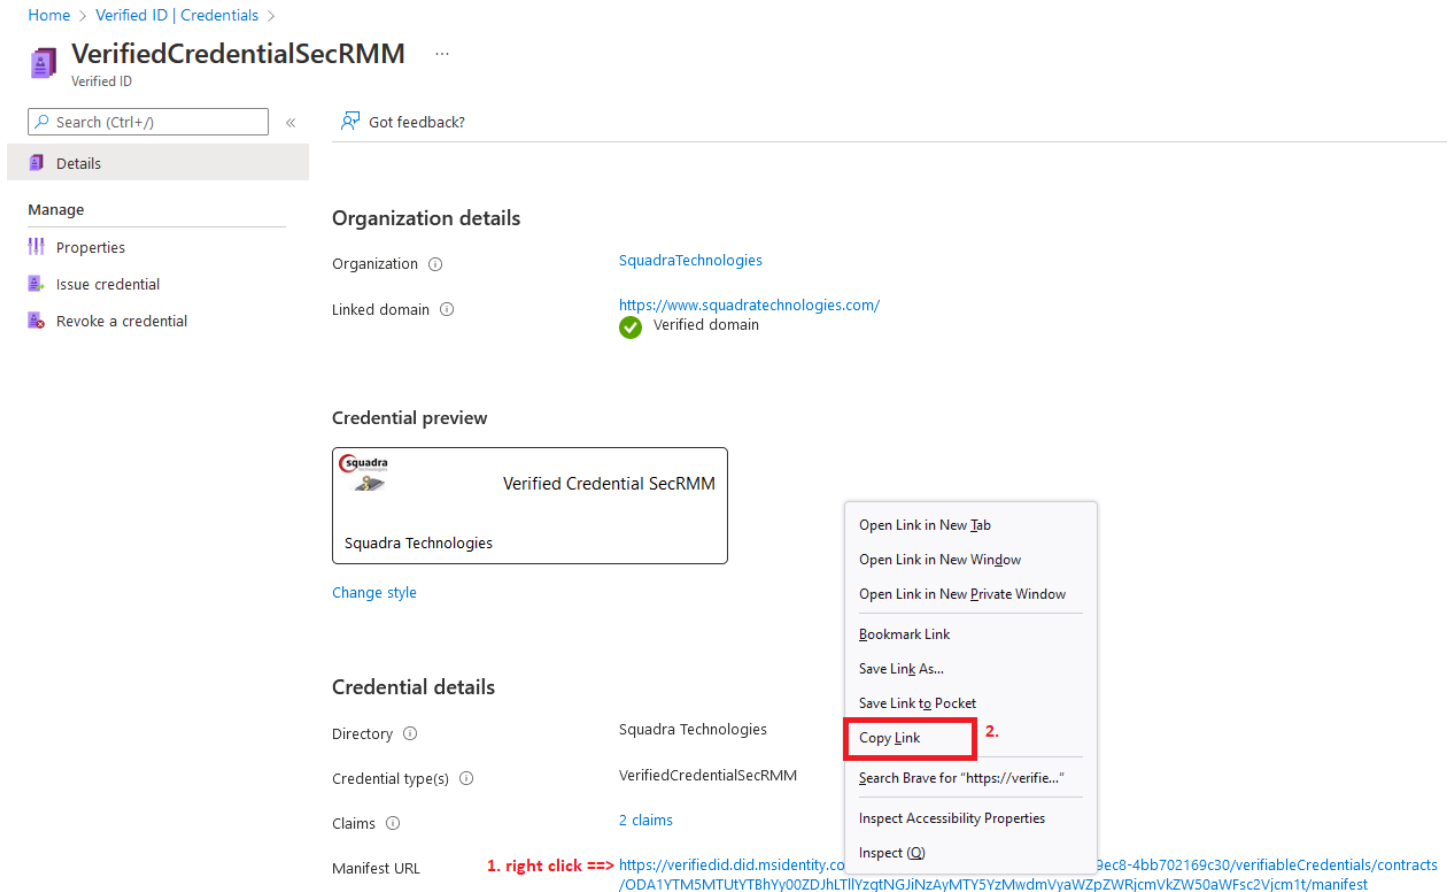 Home > Verified ID | Credentials >
VerifiedCredentialSecRMM ...
Verified ID
Search (Ctrl+/) «
Got feedback?
Details
Manage
Properties
Issue credential
Revoke a credential
Organization details
Organization
SquadraTechnologies
Linked domain
https://www.squadratechnologies.com/
Verified domain
Credential preview
squadra
technologies
Verified Credential SecRMM
Squadra Technologies
Change style
Open Link in New Tab
Open Link in New Window
Open Link in New Private Window
Bookmark Link
Save Link As...
Save Link to Pocket
Copy Link
2.
Search Brave for “https://verifie...”
Inspect Accessibility Properties
Inspect (Q)
Credential details
Directory
Squadra Technologies
Credential type(s)
VerifiedCredentialSecRMM
Claims
2 claims
Manifest URL
1. right click ==>
https://verifiedid.did.msidentity.co 9ec8-4bb702169c30/verifiableCredentials/contracts
/manifest